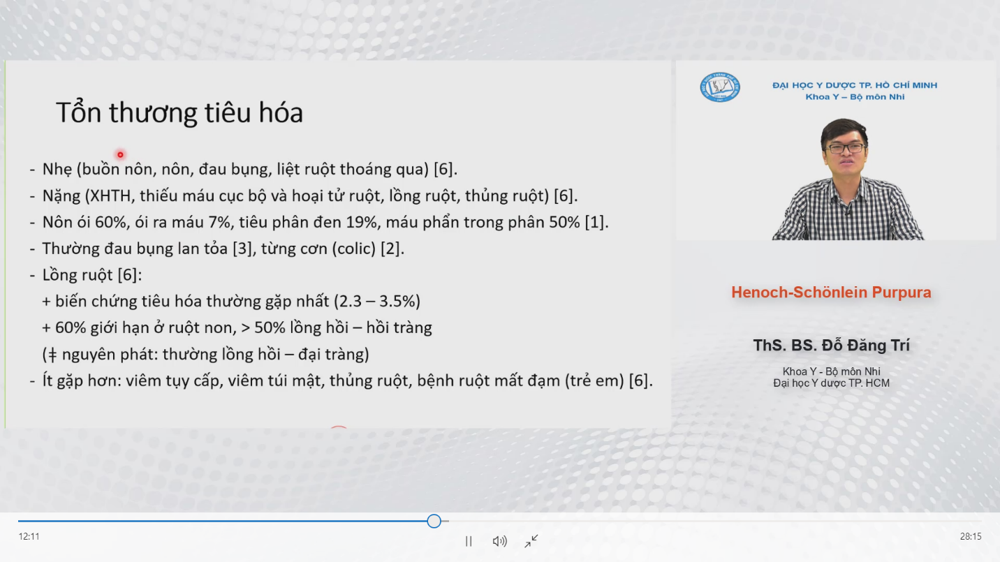 Tổn thương tiêu hóa
- Nhẹ (buồn nôn, nôn, đau bụng, liệt ruột thoáng qua) [6].
- Nặng (XHTH, thiếu máu cục bộ và hoại tử ruột, lồng ruột, thủng ruột) [6].
- Nôn ói 60%, ói ra máu 7%, tiêu phân đen 19%, máu phẩn trong phân 50% [1].
- Thường đau bụng lan tỏa [3], từng cơn (colic) [2].
- Lồng ruột [6]:
+ biến chứng tiêu hóa thường gặp nhất (2.3 – 3.5%)
+ 60% giới hạn ở ruột non, > 50% lồng hồi – hồi tràng
(ǂ nguyên phát: thường lồng hồi – đại tràng)
- Ít gặp hơn: viêm tụy cấp, viêm túi mật, thủng ruột, bệnh ruột mất đạm (trẻ em) [6].
ĐẠI HỌC Y DƯỢC TP. HÒ CHÍ MINH
Khoa Y – Bộ môn Nhi
Henoch-Schönlein Purpura
ThS. BS. Đỗ Đăng Trí
Khoa Y - Bộ môn Nhi
Đại học Y dược TP. HCM
12:11
28:15